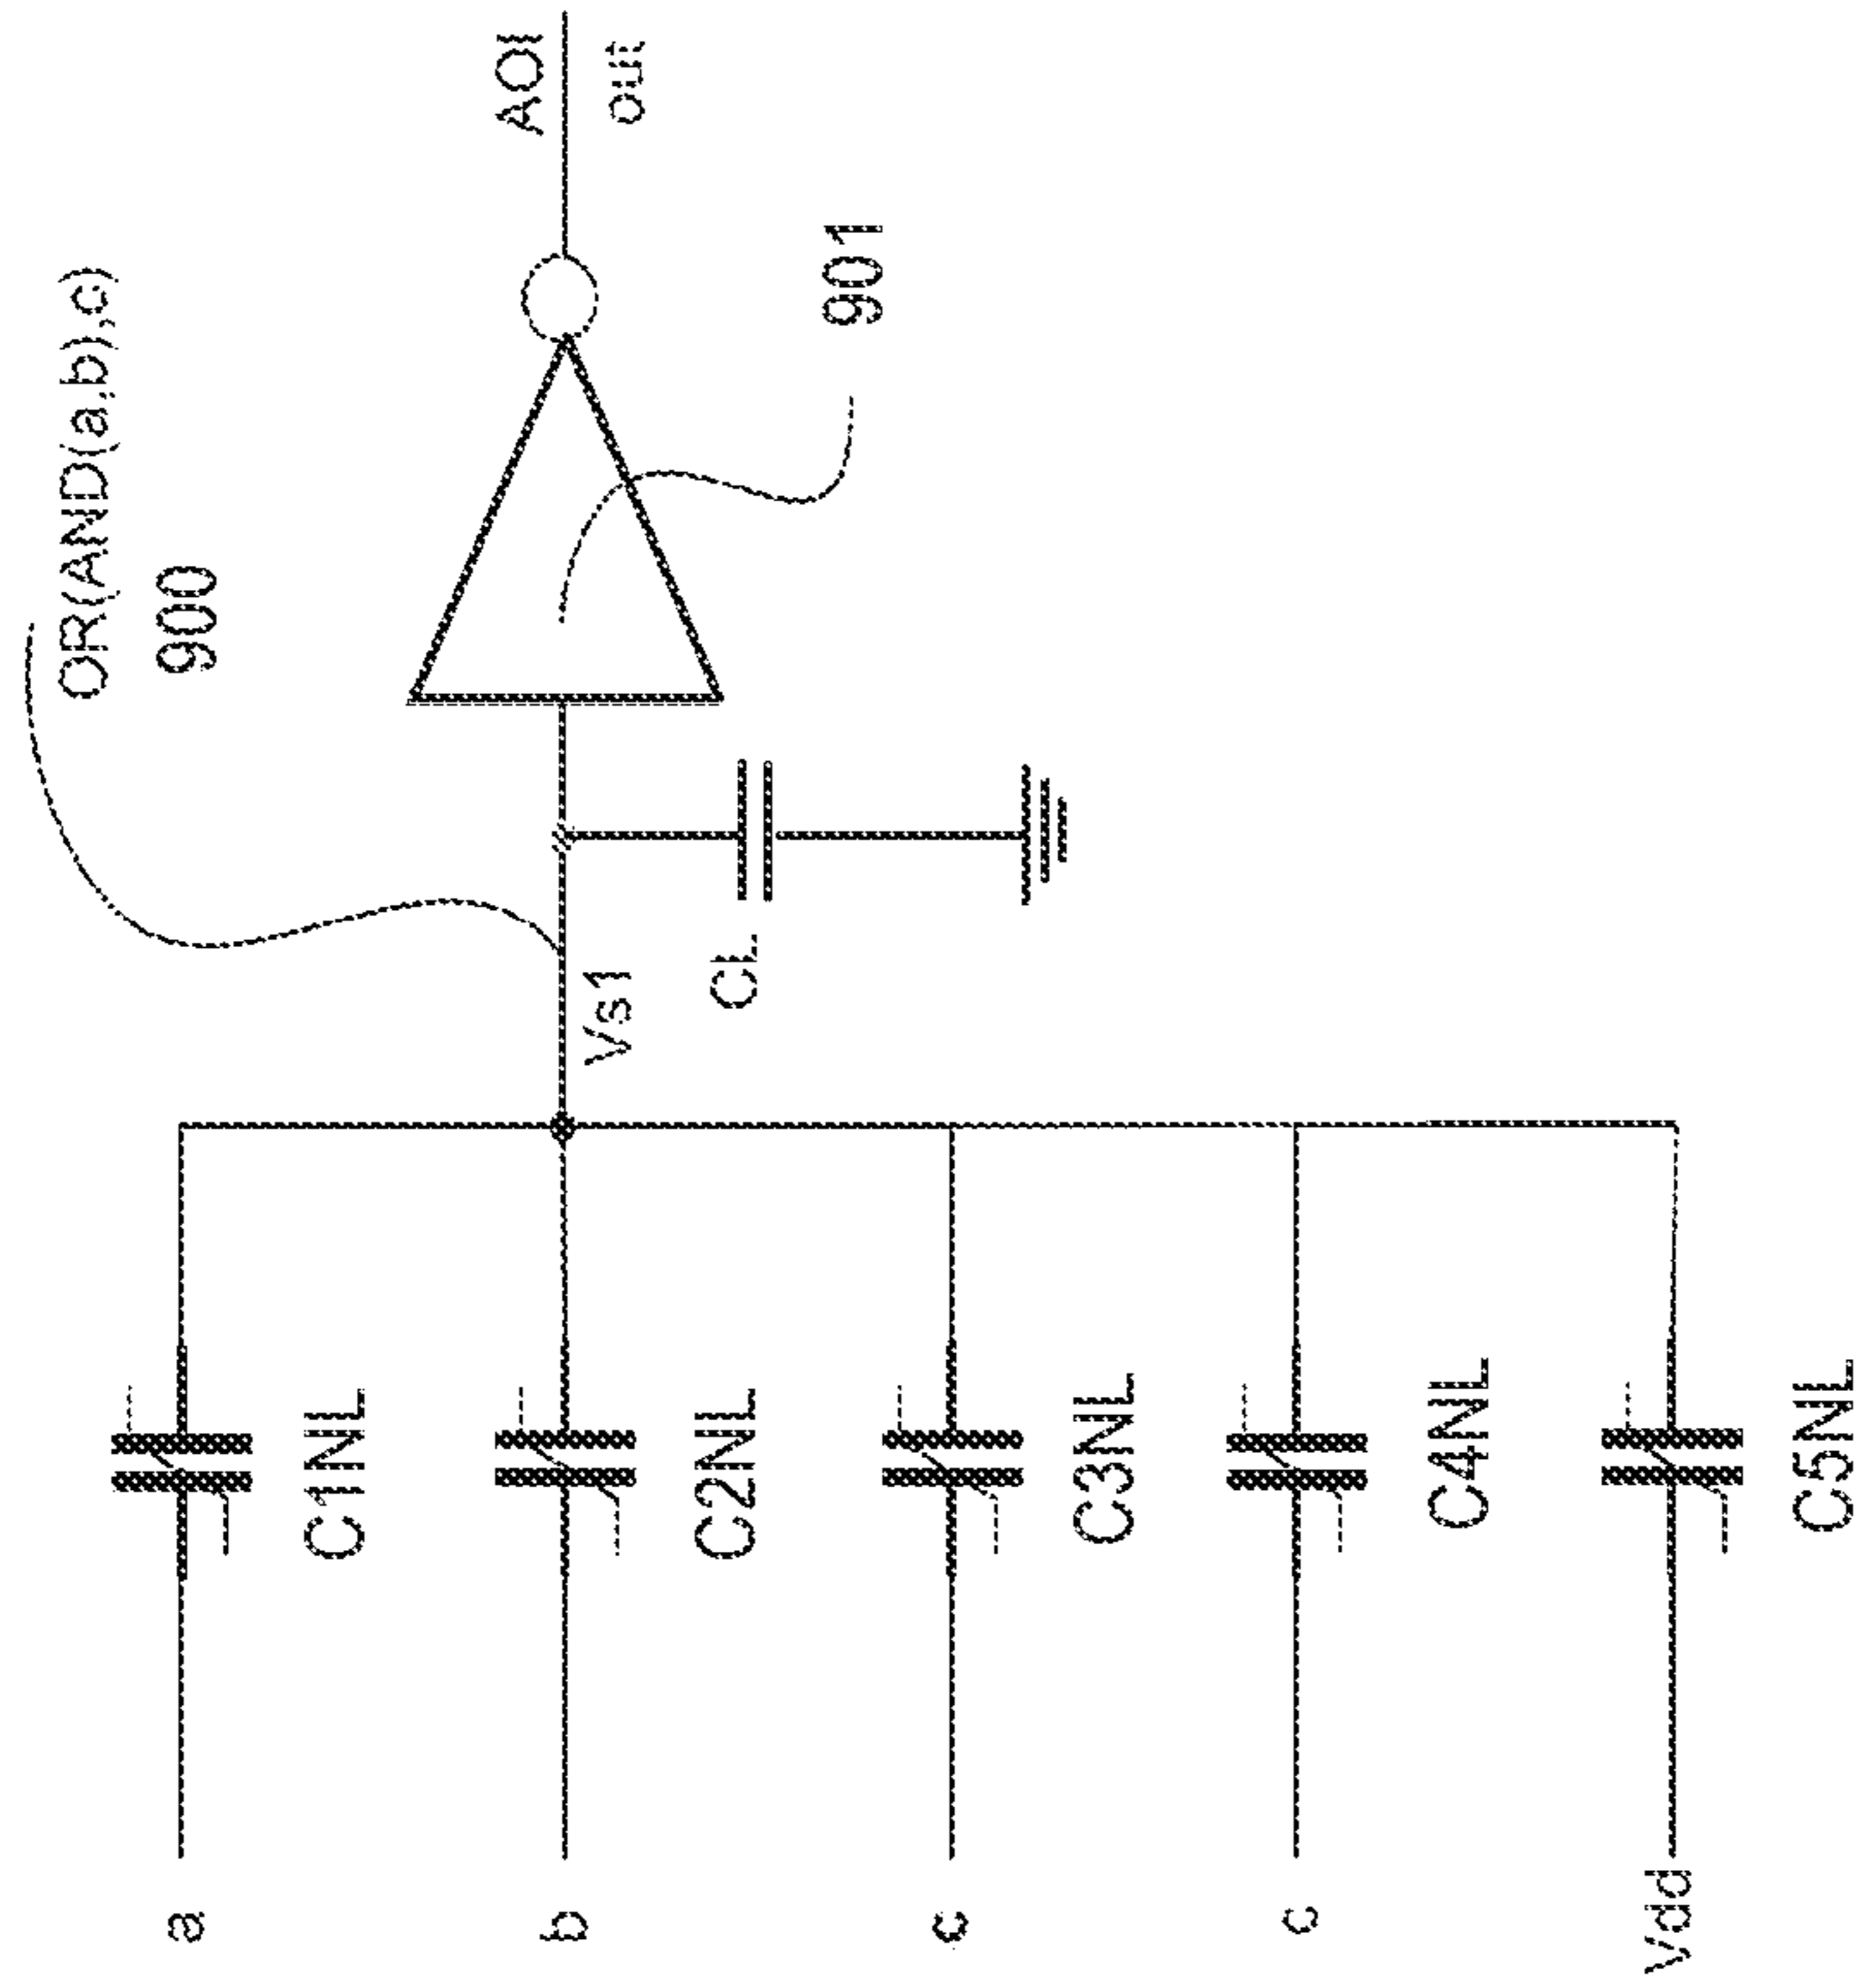 OR(AND(a,b),c)
900
a
C1NL
AOI
out
b
Vs1
C2NL
CL
901
c
C3NL
c
C4NL
Vdd
C5NL